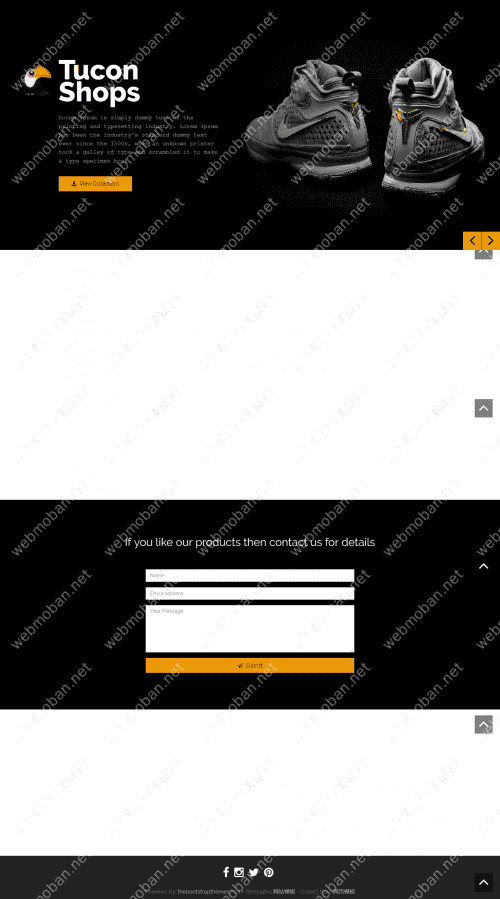 Tucon
Shops
Lorem Ipsum is simply dummy text of the
printing and typesetting industry. Lorem Ipsum
has been the industry's standard dummy text
ever since the 1500s, when an unknown printer
took a galley of type and scrambled it to make
a type specimen book.
View Collections
If you like our products then contact us for details
Name
Email address
Your Message
Submit
Powered by: thebootstrapthemes Templates 网站模板 - Collect from 网页模板
webmoban.net